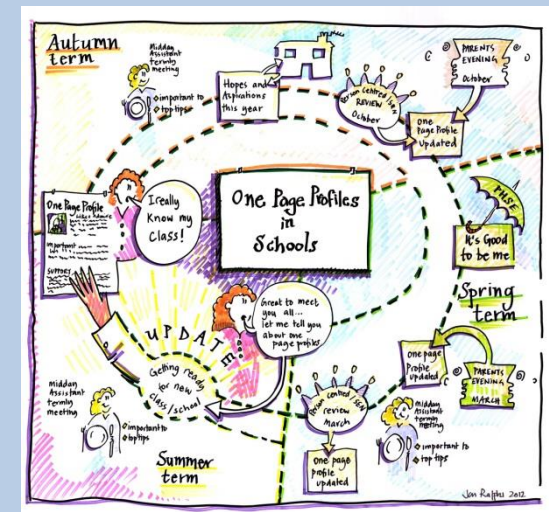 Autumn
term
Midday
Assistant
termly
meeting
important to
top tips
Hopes and
Aspirations
this year
Person Centred/SEN
REVIEW
October
PARENTS
EVENING
October
one
Page Profile
Updated
One Page Profile
important
SUPPORT
I really
Know my
Class!
One Page Profiles
in
Schools
PHSE
It's Good
to be me
Spring
term
Great to meet
you all...
let me tell you
about one
page profiles
UPDATE
Getting ready
for new
class/school
one page
Profile
updated
PARENTS
EVENING
MARCH
Person Centred/SEN
review
March
one page
profile
updated
Midday
Assistant
termly
meeting
important to
top tips
midday
Assistant
termly
meeting
important to
top tips
Summer
term
Jon Ralphs 2012